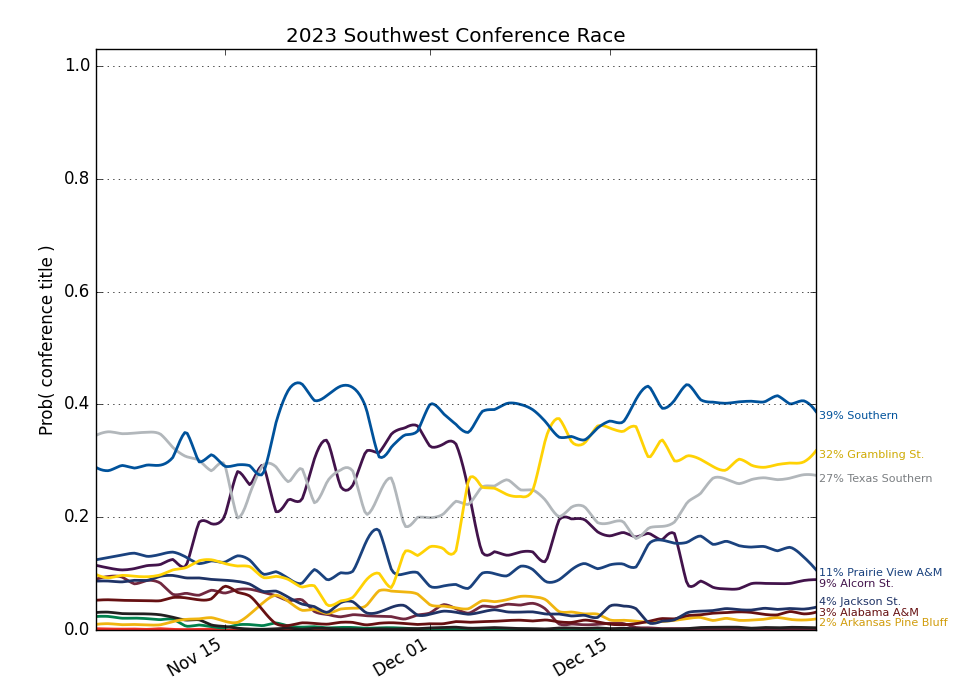 2023 Southwest Conference Race
1.0
0.8
0.6
0.4
0.2
0.0
Prob( conference title )
Nov 15
Dec 01
Dec 15
39% Southern
32% Grambling St.
27% Texas Southern
11% Prairie View A&M
9% Alcorn St.
4% Jackson St.
3% Alabama A&M
2% Arkansas Pine Bluff